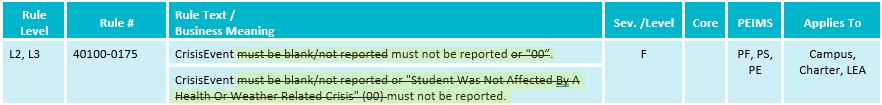 Rule
Level
Rule #
Rule Text /
Business Meaning
Sev. /Level
Core
PEIMS
Applies To
L2, L3
40100-0175
CrisisEvent must be blank/not reported must not be reported or “00”.
F
PF, PS,
PE
Campus,
Charter, LEA
CrisisEvent must be blank/not reported or "Student Was Not Affected By A
Health Or Weather Related Crisis" (00) must not be reported.